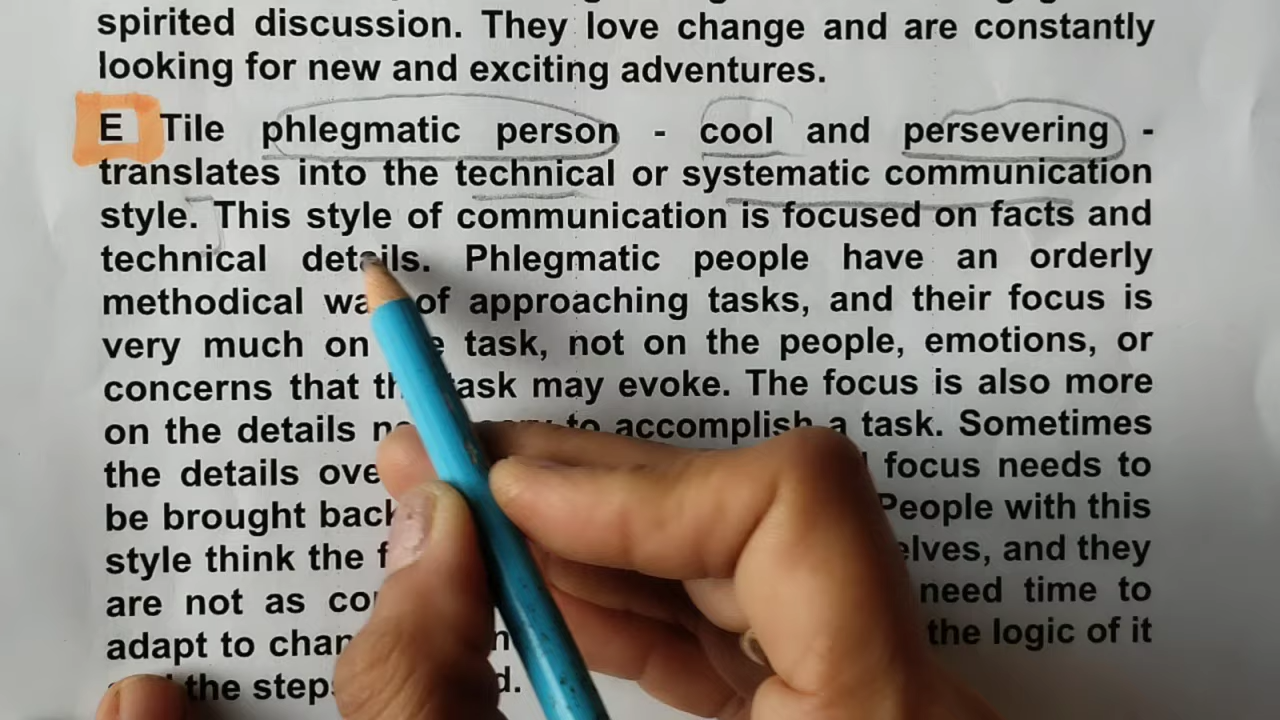 spirited discussion. They love change and are constantly
looking for new and exciting adventures.
E Tile phlegmatic person - cool and persevering -
translates into the technical or systematic communication
style. This style of communication is focused on facts and
technical details. Phlegmatic people have an orderly
methodical of approaching tasks, and their focus is
very much on task, not on the people, emotions, or
concerns that task may evoke. The focus is also more
on the details to accomplish a task. Sometimes
the details focus needs to
be brought back People with this
style think the and they
are not as need time to
adapt to the logic of it
the steps